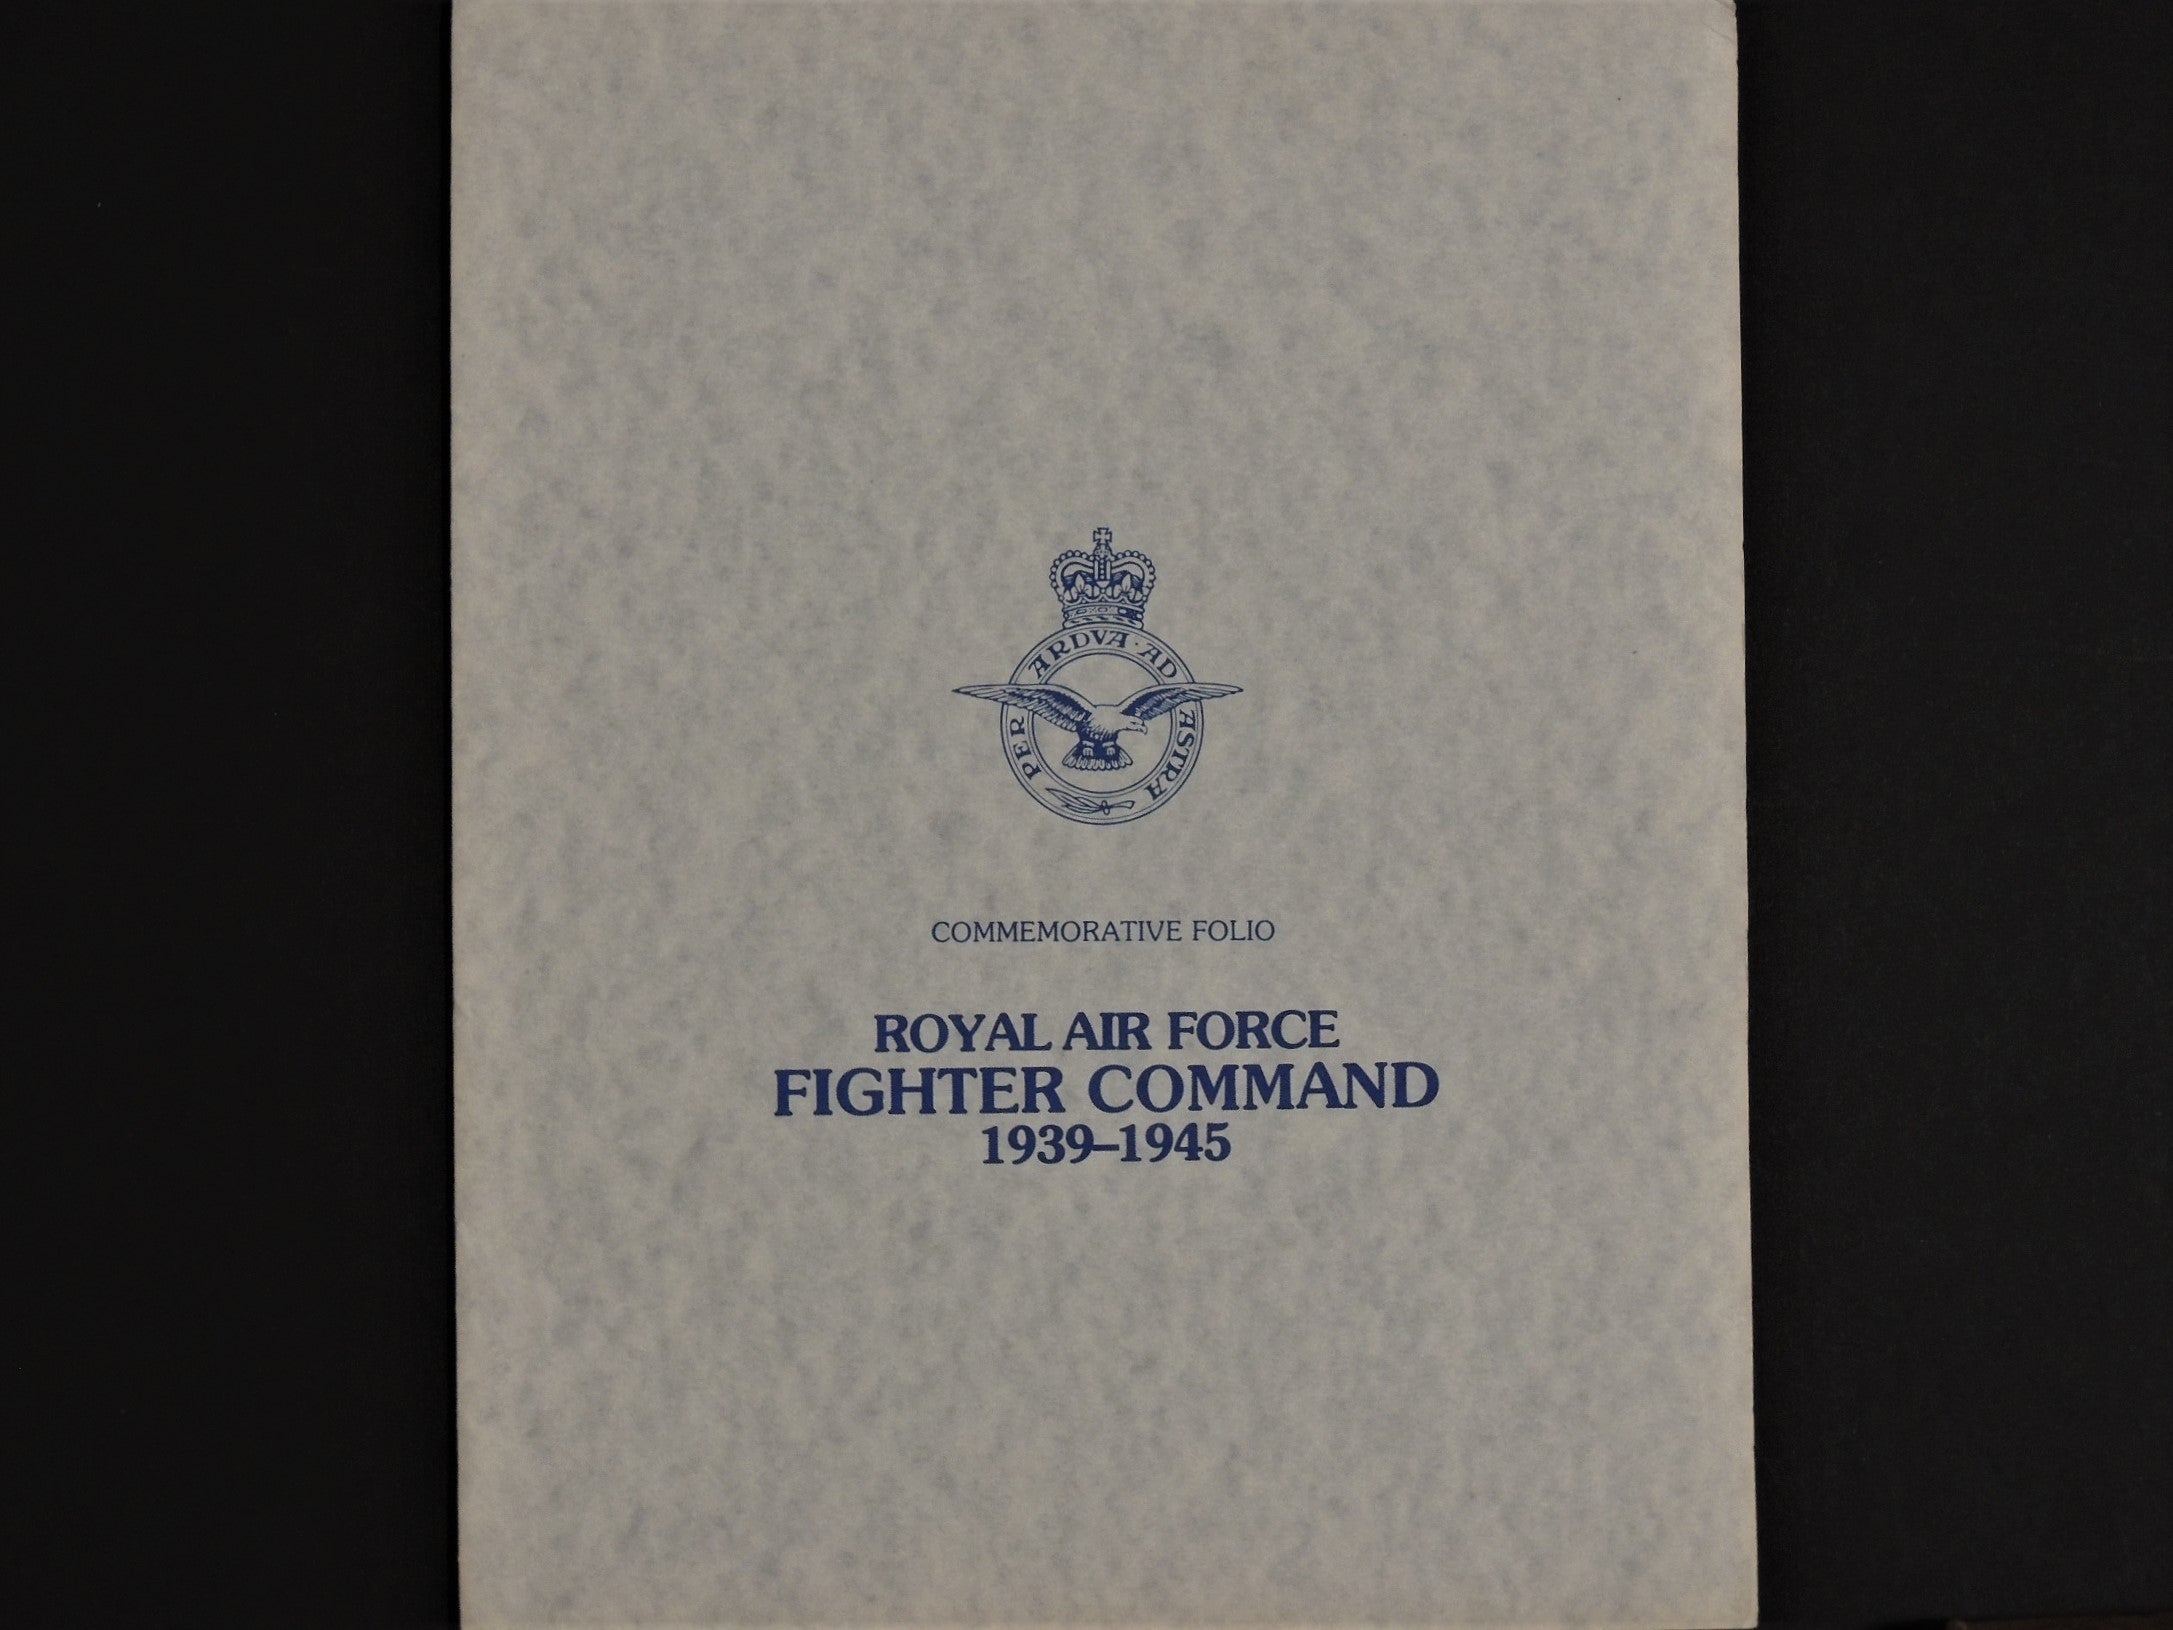 PER ARDVA · AD ASTRA
COMMEMORATIVE FOLIO
ROYAL AIR FORCE
FIGHTER COMMAND
1939–1945